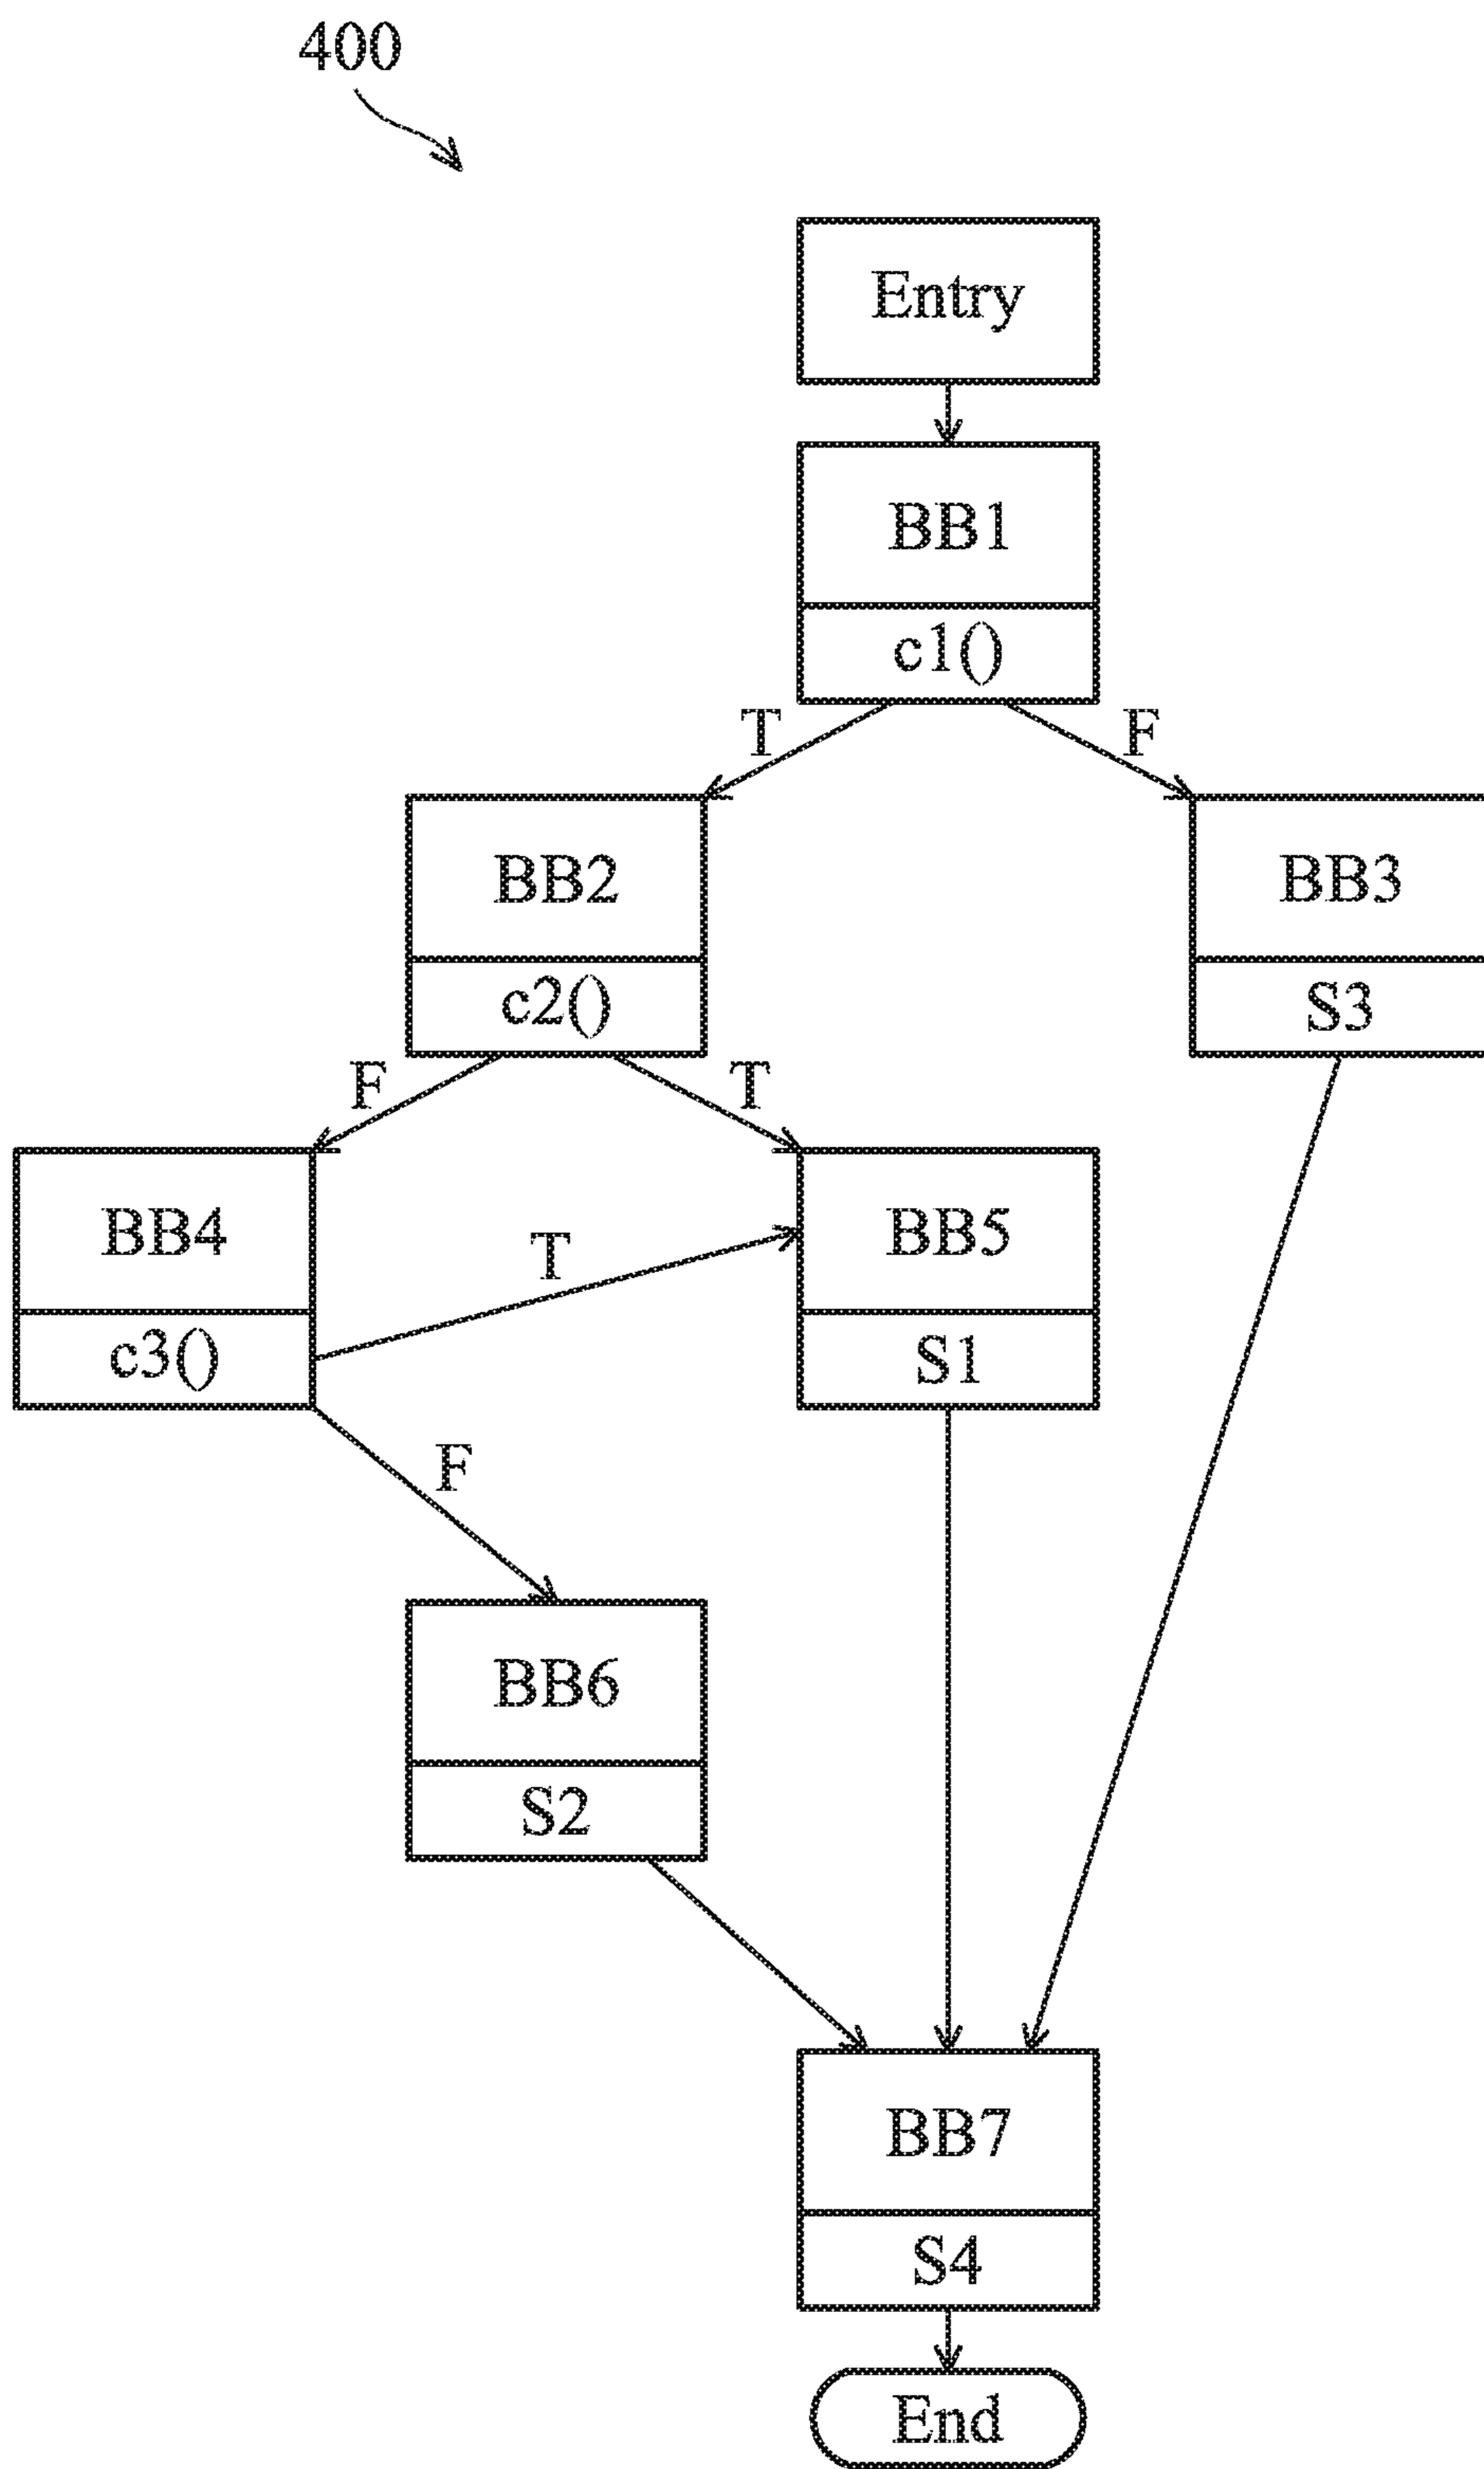 400
Entry
BB1
c1()
T
F
BB2
c2()
BB3
S3
F
T
BB4
c3()
T
BB5
S1
F
BB6
S2
BB7
S4
End